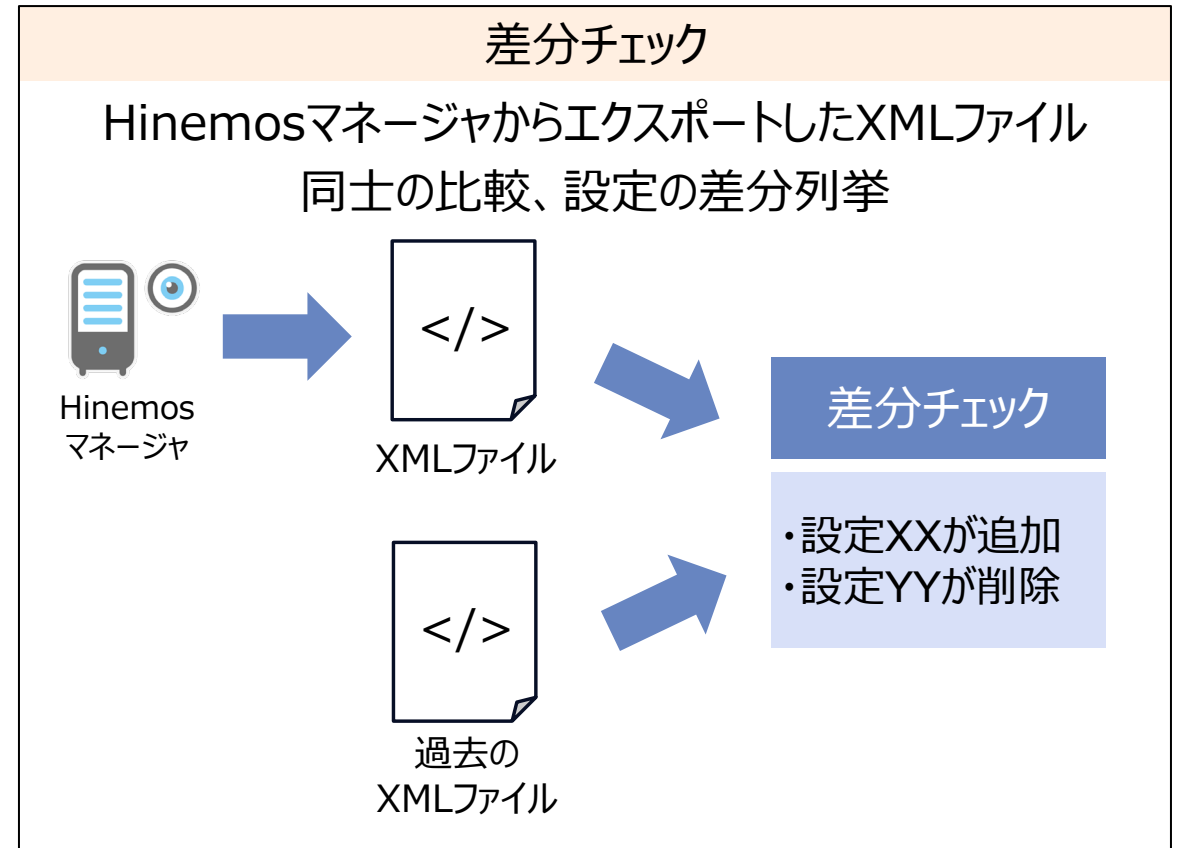 差分チェック
HinemosマネージャからエクスポートしたXMLファイル
同士の比較、設定の差分列挙
Hinemos
マネージャ
</>
XMLファイル
差分チェック
・設定XXが追加
・設定YYが削除
</>
過去の
XMLファイル